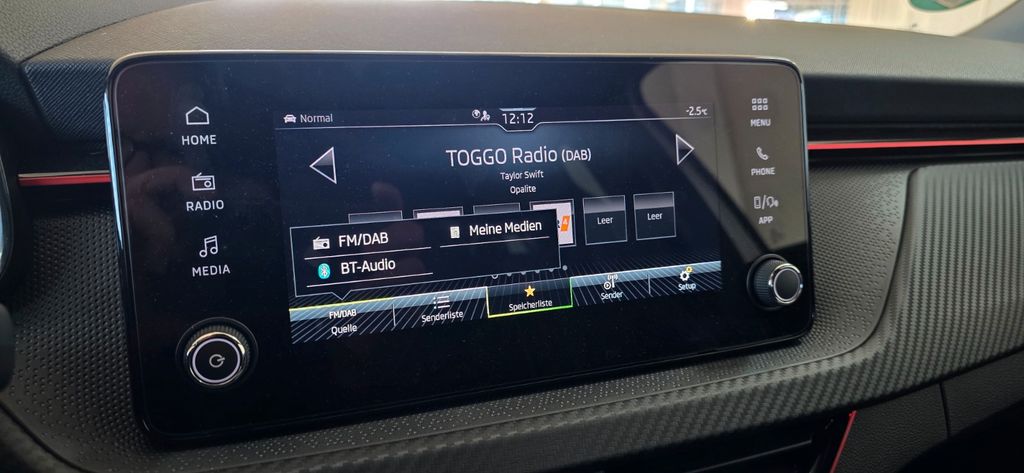 Normal
12:12
-2.5°C
HOME
RADIO
MEDIA
TOGGO Radio (DAB)
Taylor Swift
Opalite
Leer
Leer
FM/DAB
Meine Medien
BT-Audio
FM/DAB
Quelle
Senderliste
Speicherliste
Sender
Setup
MENU
PHONE
APP